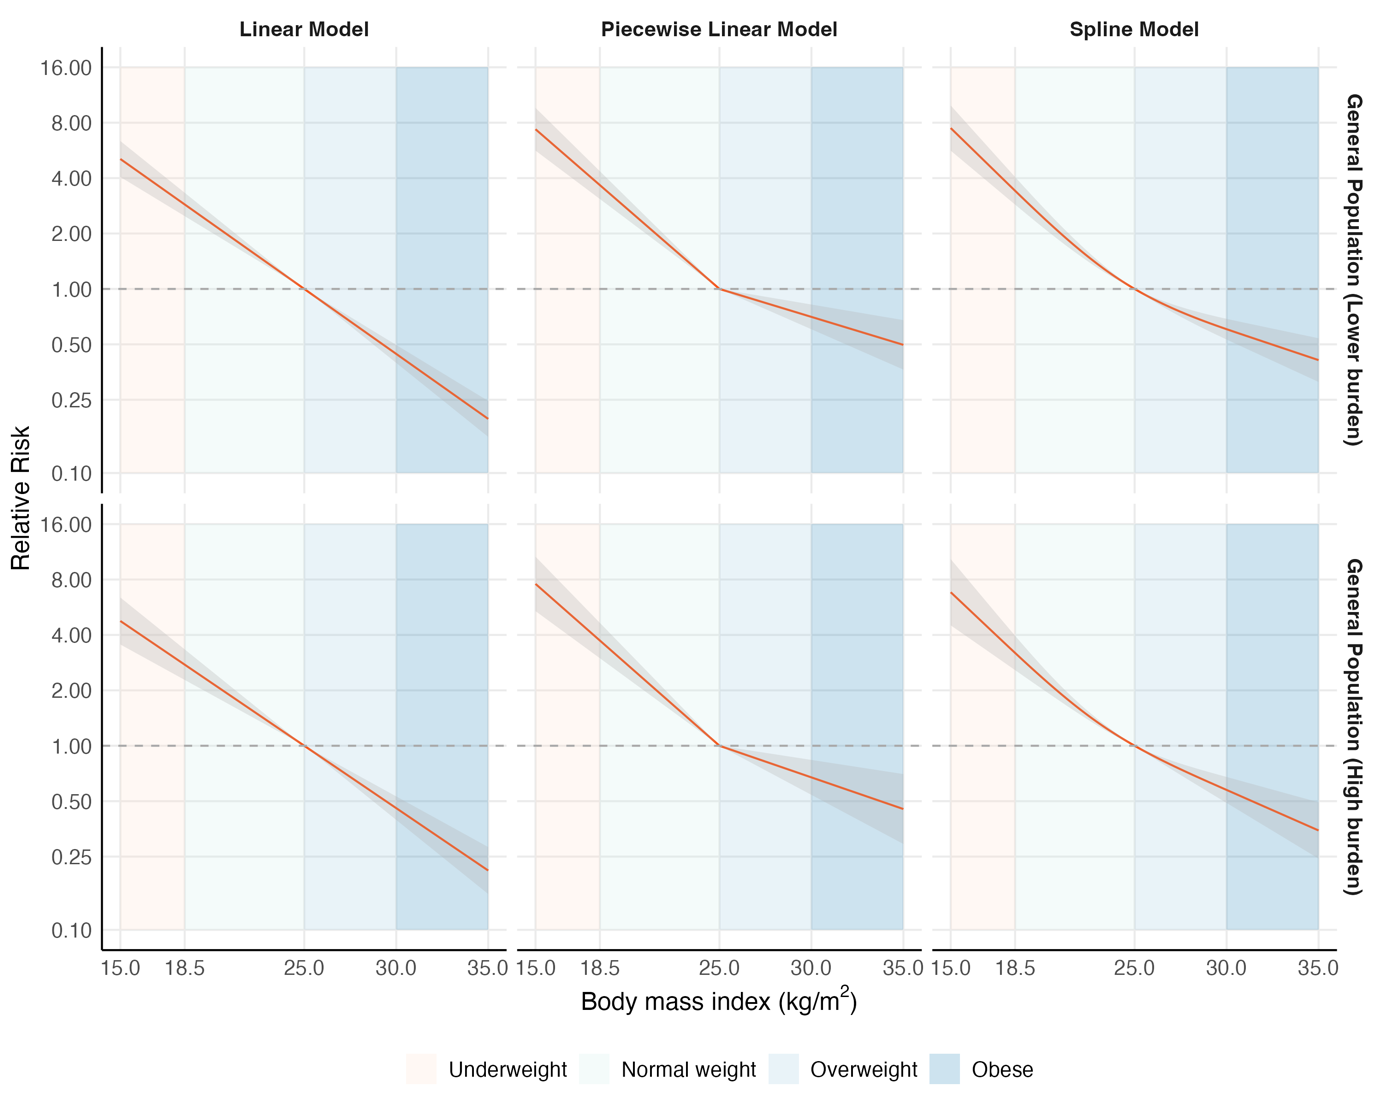 Linear Model
Piecewise Linear Model
Spline Model
16.00
8.00
4.00
2.00
1.00
0.50
0.25
0.10
General Population (Lower burden)
Relative Risk
16.00
8.00
4.00
2.00
1.00
0.50
0.25
0.10
General Population (High burden)
15.0 18.5 25.0 30.0 35.0 15.0 18.5 25.0 30.0 35.0 15.0 18.5 25.0 30.0 35.0
Body mass index (kg/m²)
Underweight Normal weight Overweight Obese